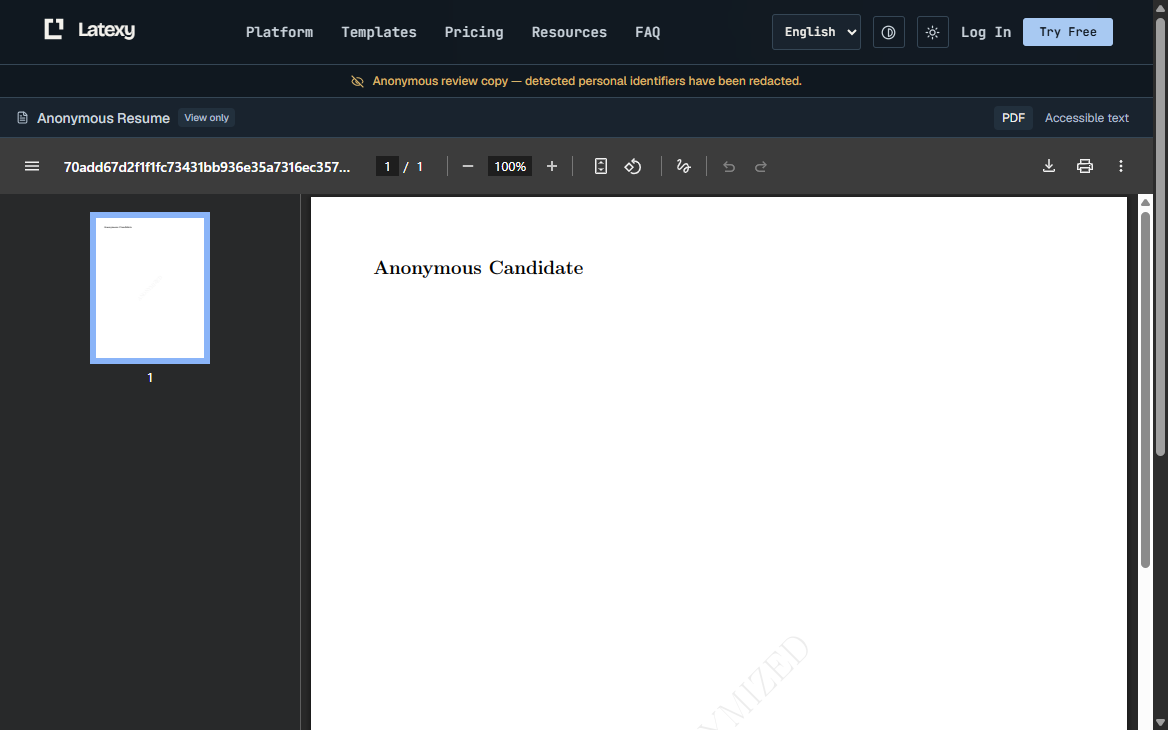 Latexy
Platform Templates Pricing Resources FAQ English Log In Try Free
Anonymous review copy — detected personal identifiers have been redacted.
Anonymous Resume View only PDF Accessible text
70add67d2f1f1fc73431bb936e35a7316ec357... 1 / 1 100%
Anonymous Candidate
1
YMIZED